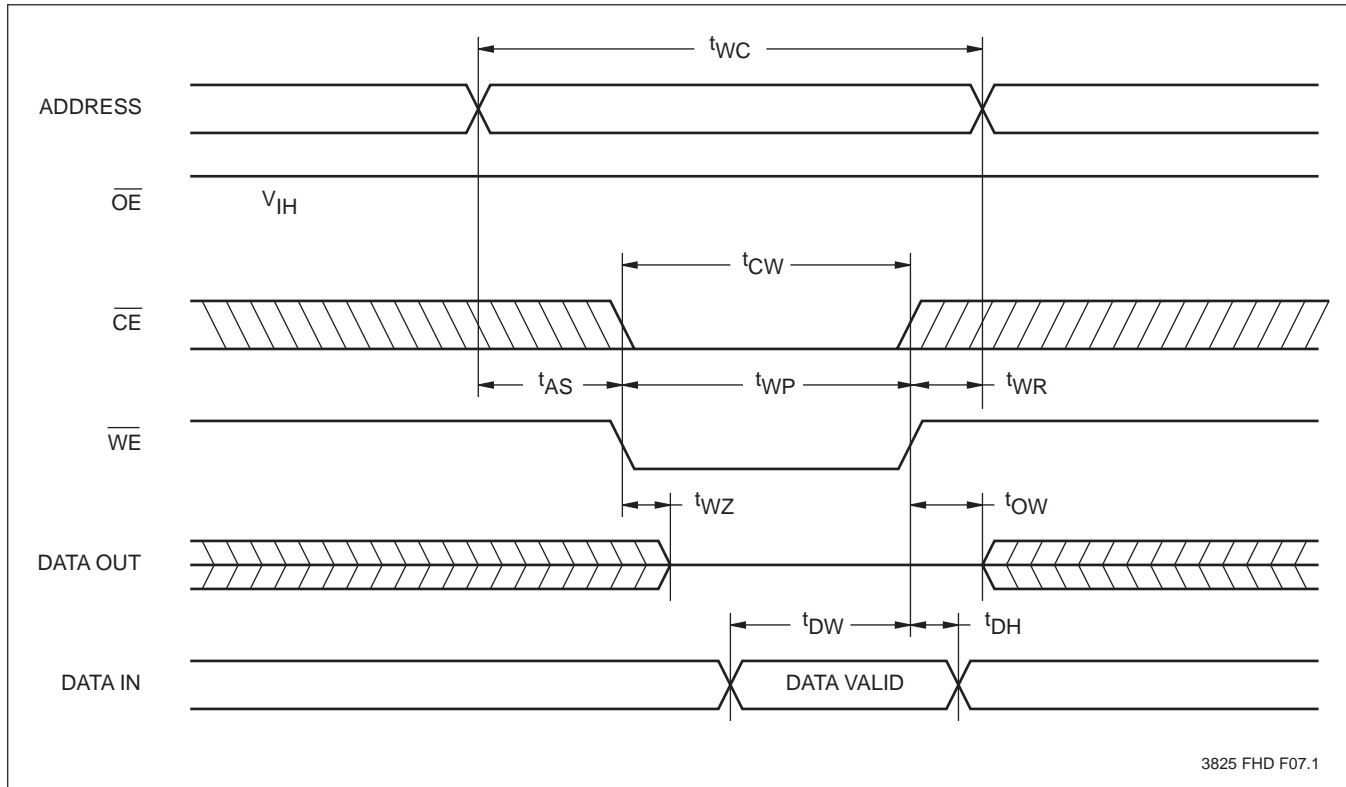 tWC
ADDRESS
OE
VIH
tCW
CE
tAS
tWP
tWR
WE
tWZ
tOW
DATA OUT
tDW
tDH
DATA IN
DATA VALID
3825 FHD F07.1